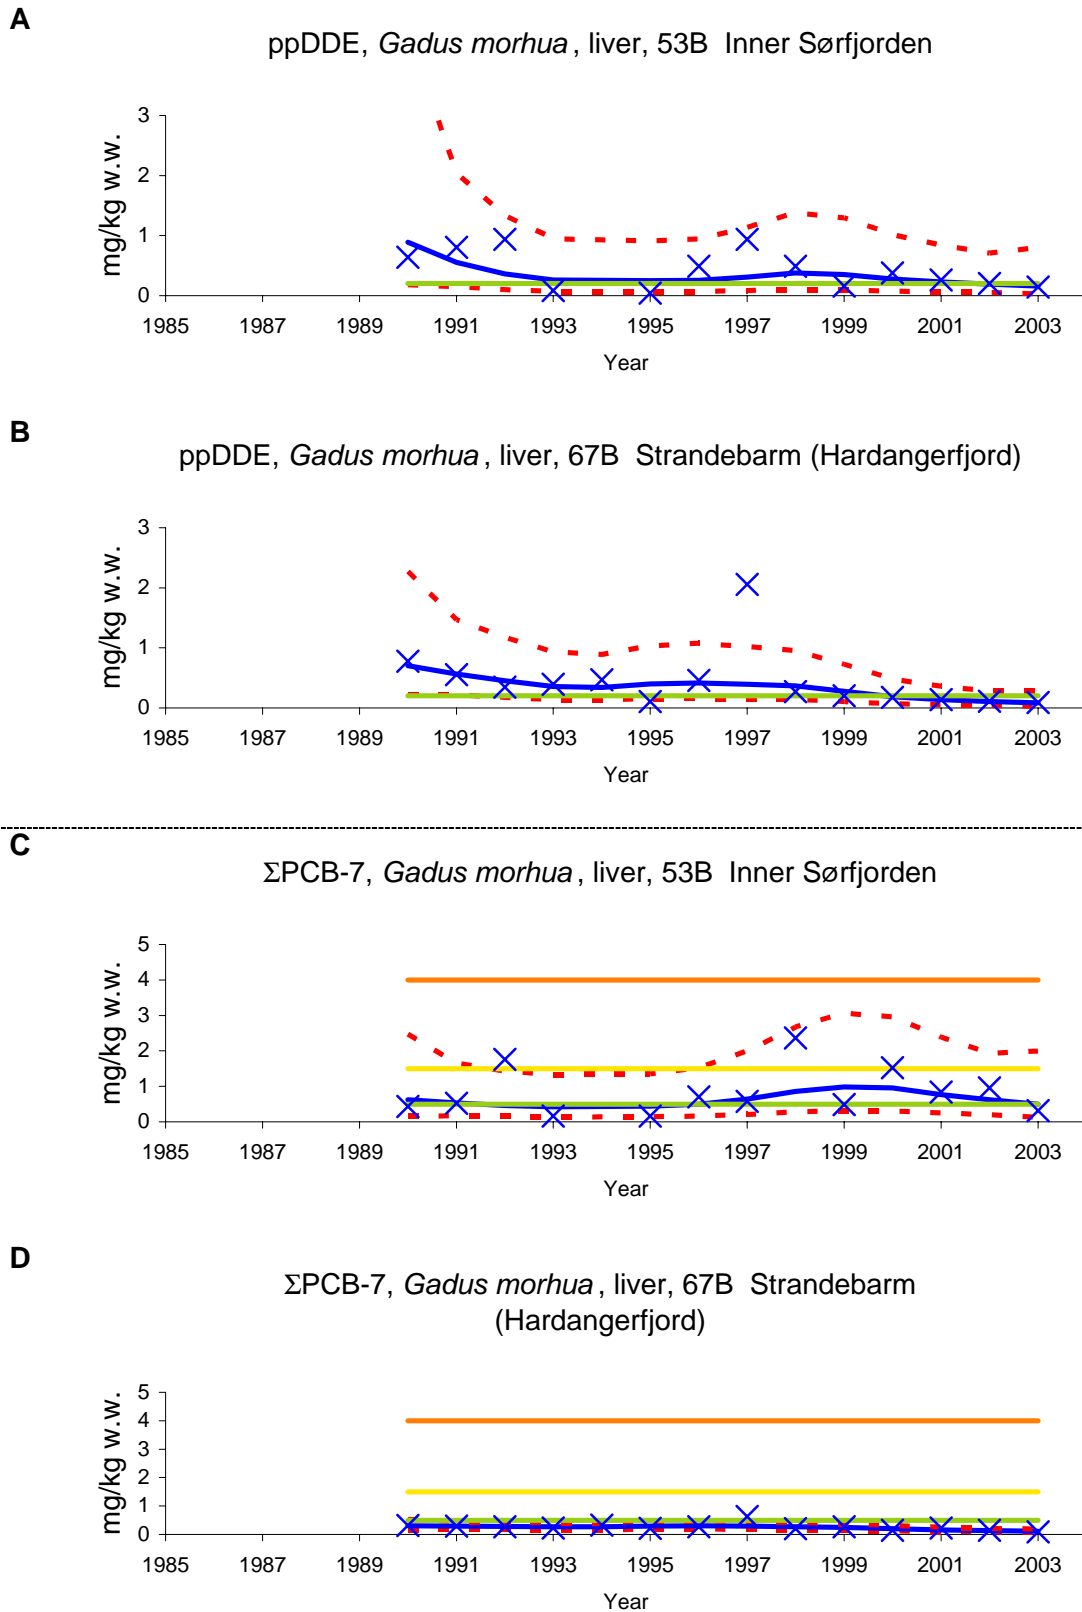 A
ppDDE, Gadus morhua, liver, 53B Inner Sørfjorden
mg/kg w.w.
3
2
1
0
1985 1987 1989 1991 1993 1995 1997 1999 2001 2003
Year
B
ppDDE, Gadus morhua, liver, 67B Strandebarm (Hardangerfjord)
mg/kg w.w.
3
2
1
0
1985 1987 1989 1991 1993 1995 1997 1999 2001 2003
Year
C
ΣPCB-7, Gadus morhua, liver, 53B Inner Sørfjorden
mg/kg w.w.
5
4
3
2
1
0
1985 1987 1989 1991 1993 1995 1997 1999 2001 2003
Year
D
ΣPCB-7, Gadus morhua, liver, 67B Strandebarm
(Hardangerfjord)
mg/kg w.w.
5
4
3
2
1
0
1985 1987 1989 1991 1993 1995 1997 1999 2001 2003
Year